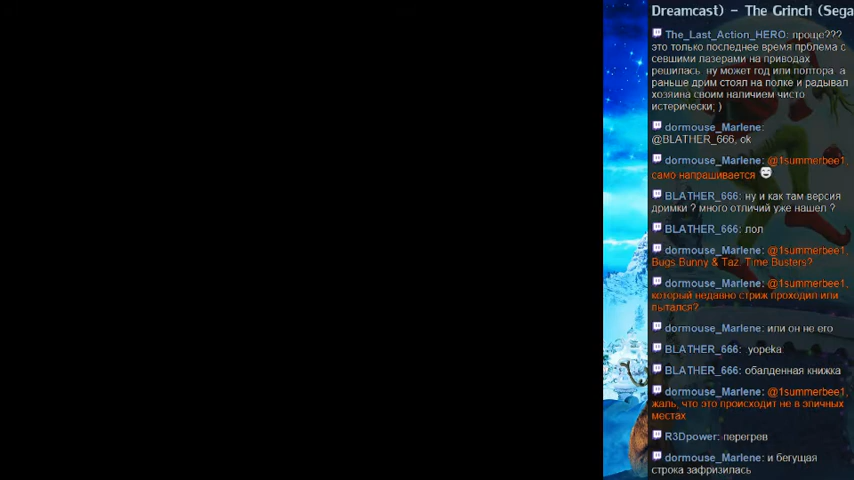 Dreamcast) - The Grinch (Sega
The_Last_Action_HERO: проще???
это только последнее время прблема с
севшими лазерами на приводах
решилась ну может год или полтора а
раньше дрим стоял на полке и радывал
хозяина своим наличием чисто
истерически; )
dormouse_Marlene:
@BLATHER_666, ok
dormouse_Marlene: @1summerbee1,
само напрашивается
BLATHER_666: ну и как там версия
дримки ? много отличий уже нашел ?
BLATHER_666: лол
dormouse_Marlene: @1summerbee1,
Bugs Bunny & Taz: Time Busters?
dormouse_Marlene: @1summerbee1,
который недавно стриж проходил или
пытался?
dormouse_Marlene: или он не его
BLATHER_666: .yopeka.
BLATHER_666: обалденная книжка
dormouse_Marlene: @1summerbee1,
жаль, что это происходит не в эпичных
местах
R3Dpower: перегрев
dormouse_Marlene: и бегущая
строка зафризилась